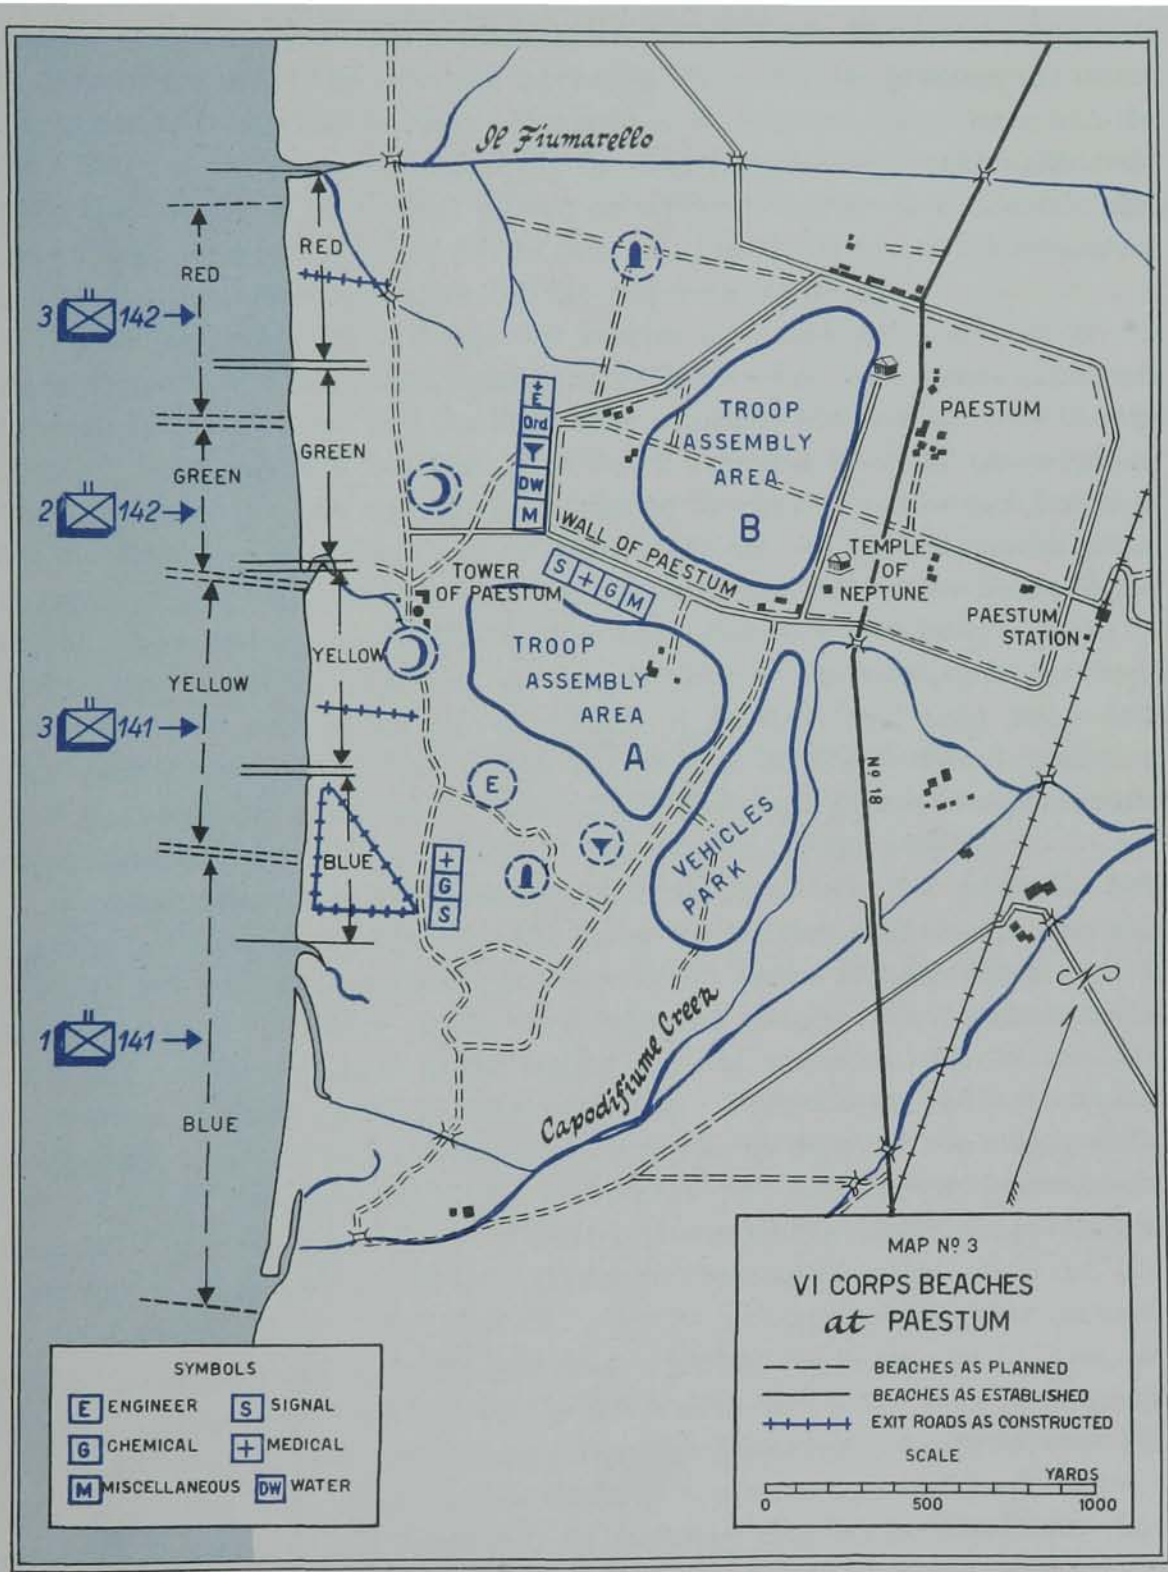 Il Fiumarello
RED
RED
3 142
GREEN
GREEN
2 142
+
E
Ord
DW
M
TROOP
ASSEMBLY
AREA
B
PAESTUM
WALL OF PAESTUM
TOWER
OF PAESTUM
S + G M
TEMPLE
OF
NEPTUNE
PAESTUM
STATION
YELLOW
YELLOW
3 141
TROOP
ASSEMBLY
AREA
A
E
Nº 18
VEHICLES
PARK
BLUE
+
G
S
1 141
BLUE
Capodifiume Creek
N
MAP Nº 3
VI CORPS BEACHES
at PAESTUM
BEACHES AS PLANNED
BEACHES AS ESTABLISHED
EXIT ROADS AS CONSTRUCTED
SCALE
YARDS
0 500 1000
SYMBOLS
E ENGINEER S SIGNAL
G CHEMICAL + MEDICAL
M MISCELLANEOUS DW WATER